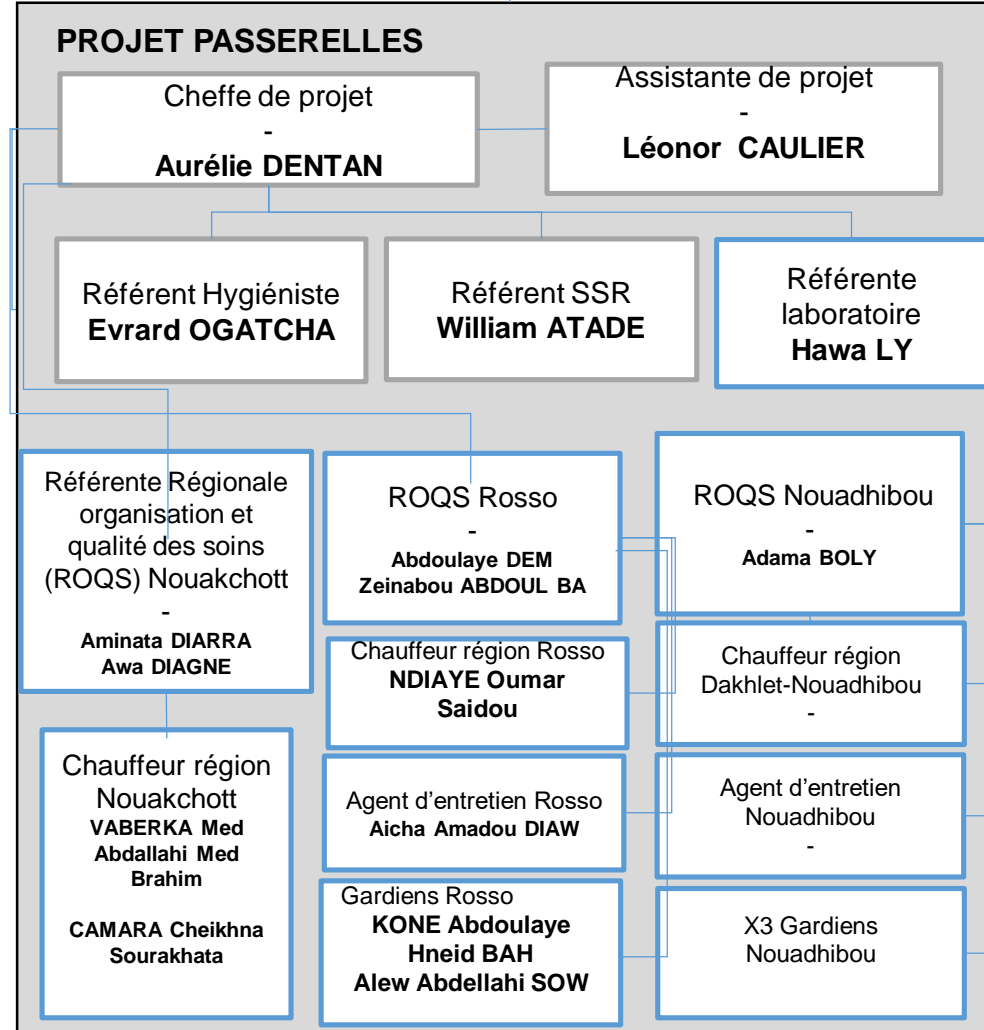 PROJET PASSERELLES
Cheffe de projet
-
Aurélie DENTAN
Assistante de projet
-
Léonor CAULIER
Référent Hygiéniste
Evrard OGATCHA
Référent SSR
William ATADE
Référente
laboratoire
Hawa LY
Référente Régionale
organisation et
qualité des soins
(ROQS) Nouakchott
-
Aminata DIARRA
Awa DIAGNE
ROQS Rosso
-
Abdoulaye DEM
Zeinabou ABDOUL BA
ROQS Nouadhibou
-
Adama BOLY
Chauffeur région Rosso
NDIAYE Oumar
Saidou
Chauffeur région
Dakhlet-Nouadhibou
-
Chauffeur région
Nouakchott
VABERKA Med
Abdallahi Med
Brahim
CAMARA Cheikhna
Sourakhata
Agent d’entretien Rosso
Aicha Amadou DIAW
Agent d’entretien
Nouadhibou
-
Gardiens Rosso
KONE Abdoulaye
Hneid BAH
Alew Abdellahi SOW
X3 Gardiens
Nouadhibou